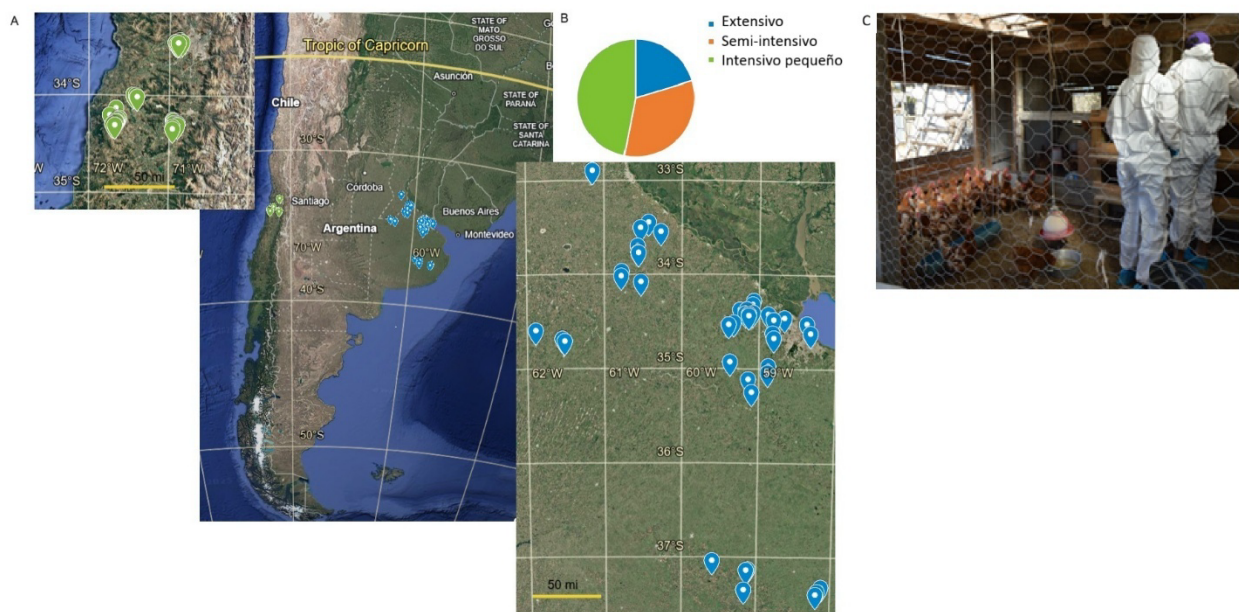 A
34°S
72°W
71°W
W
35°S
50 mi
STATE OF
MATO
GROSSO
DO SUL
Tropic of Capricorn
Asunción
STATE OF
PARANÁ
STATE OF
SANTA
CATARINA
Chile
30°S
Cordoba
Santiago
Buenos Aires
Argentina
Montevideo
70°W
60°W
40°S
50°S
B
Extensivo
Semi-intensivo
Intensivo pequeño
33°S
34°S
35°S
62°W
61°W
60°W
59°W
36°S
37°S
50 mi
C